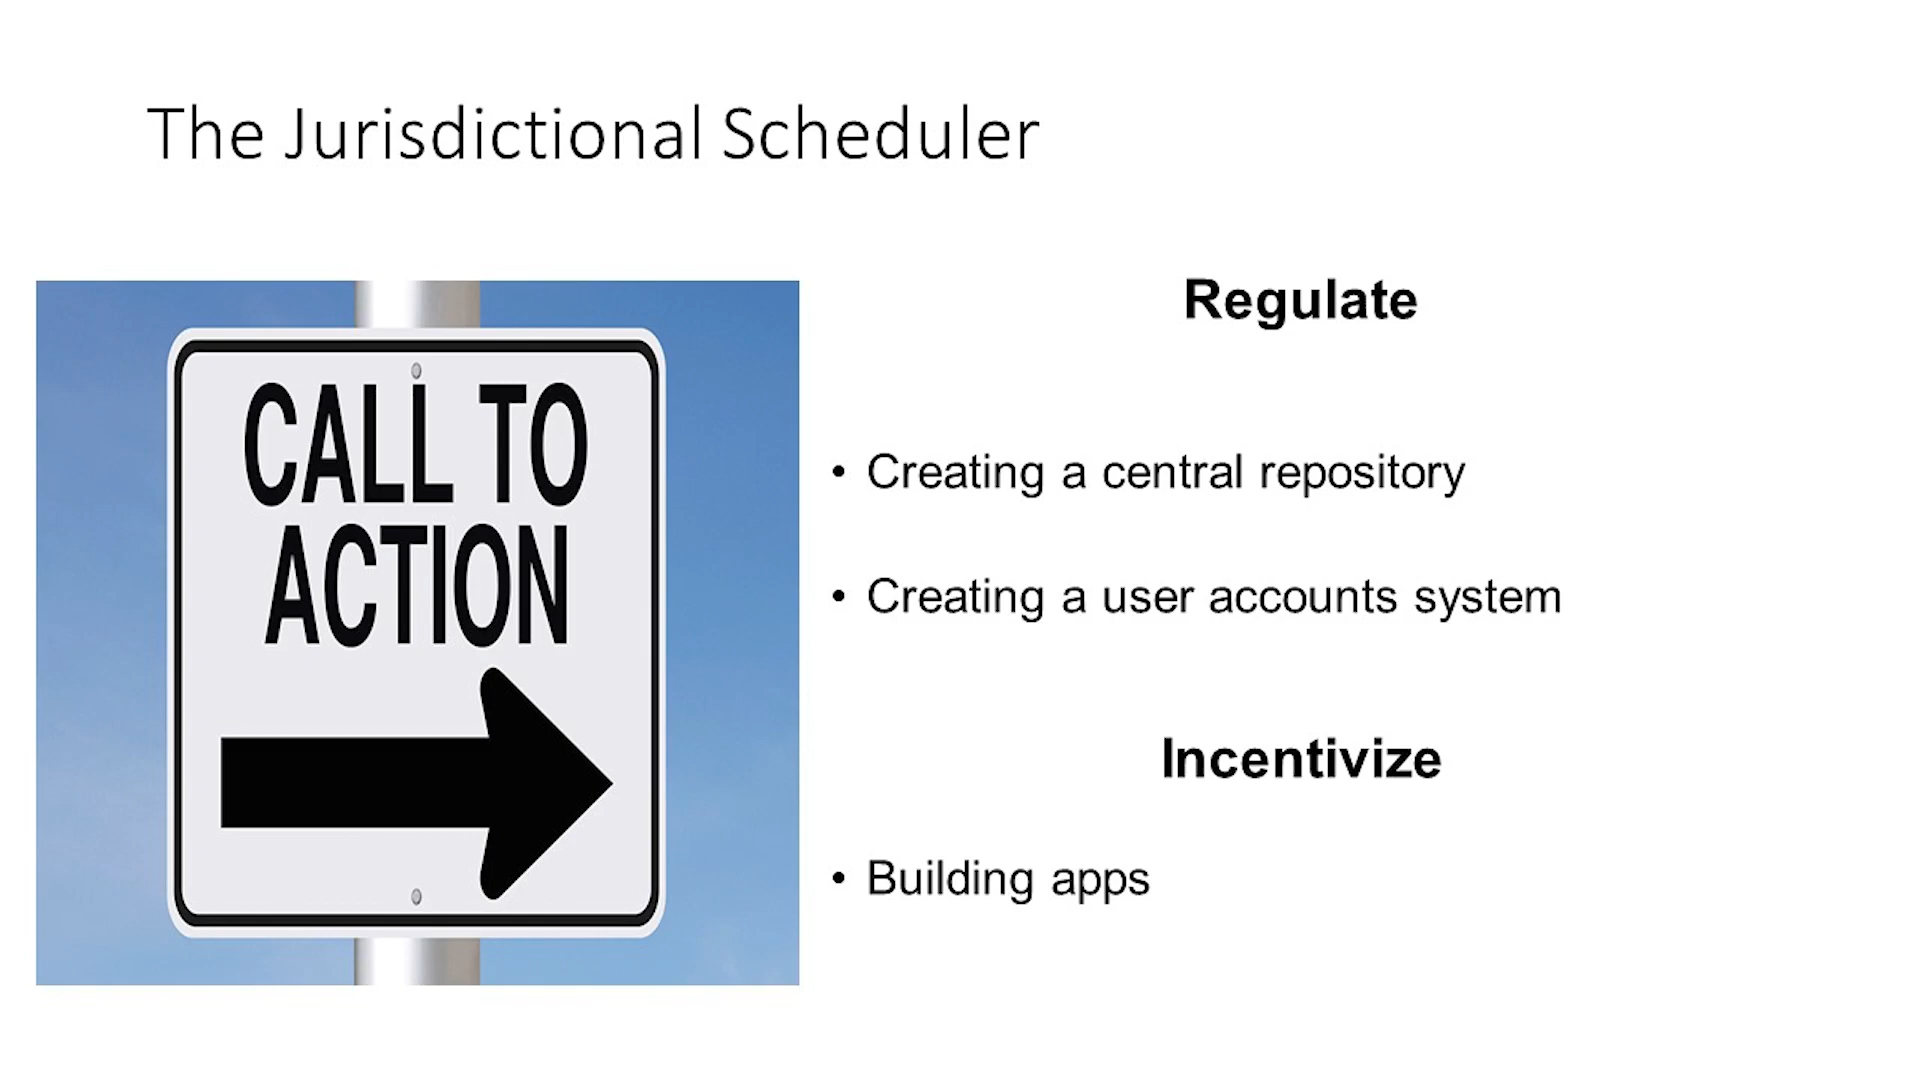 The Jurisdictional Scheduler
CALL TO
ACTION
Regulate
• Creating a central repository
• Creating a user accounts system
Incentivize
• Building apps